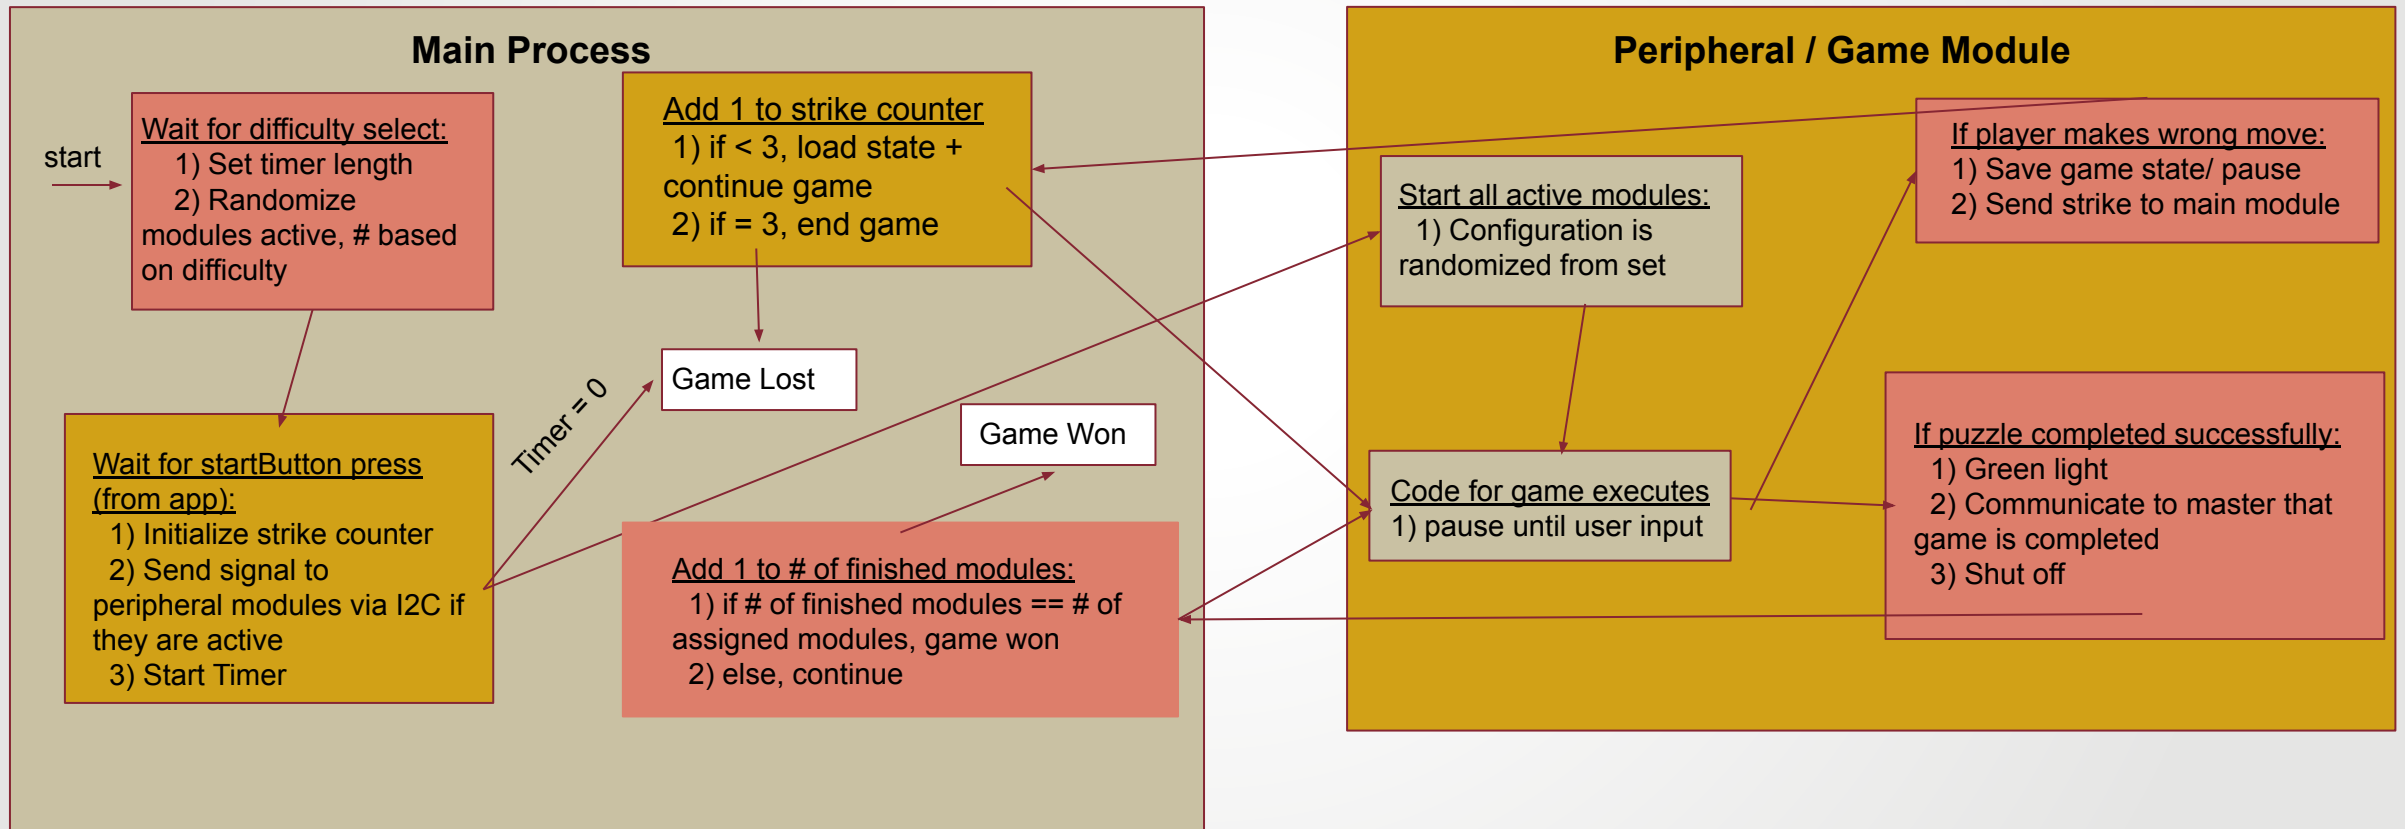 Main Process
start
Wait for difficulty select:
1) Set timer length
2) Randomize
modules active, # based
on difficulty
Add 1 to strike counter
1) if < 3, load state +
continue game
2) if = 3, end game
Wait for startButton press
(from app):
1) Initialize strike counter
2) Send signal to
peripheral modules via I2C if
they are active
3) Start Timer
Timer = 0
Game Lost
Game Won
Add 1 to # of finished modules:
1) if # of finished modules == # of
assigned modules, game won
2) else, continue
Peripheral / Game Module
Start all active modules:
1) Configuration is
randomized from set
If player makes wrong move:
1) Save game state/ pause
2) Send strike to main module
Code for game executes
1) pause until user input
If puzzle completed successfully:
1) Green light
2) Communicate to master that
game is completed
3) Shut off